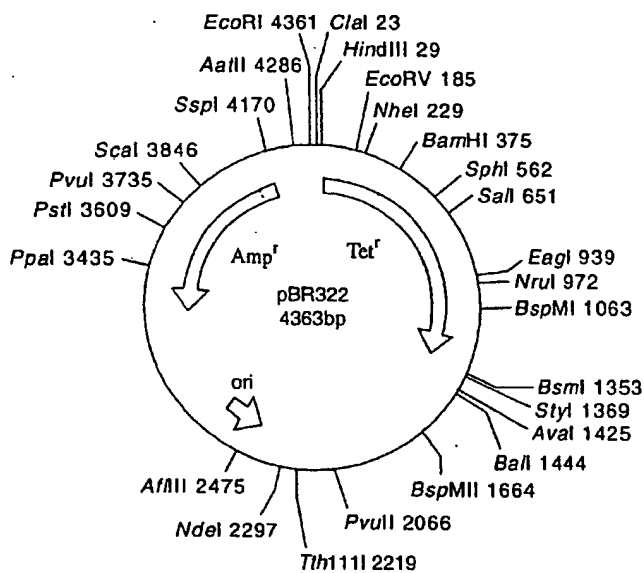 EcoRI 4361
ClaI 23
HindIII 29
EcoRV 185
NheI 229
BamHI 375
SphI 562
SalI 651
EagI 939
NruI 972
BspMI 1063
BsmI 1353
StyI 1369
AvaI 1425
BalI 1444
BspMII 1664
PvuII 2066
Tth111I 2219
NdeI 2297
AflIII 2475
PpaI 3435
PstI 3609
PvuI 3735
ScaI 3846
SspI 4170
AatII 4286
Ampʳ
Tetʳ
pBR322
4363bp
ori